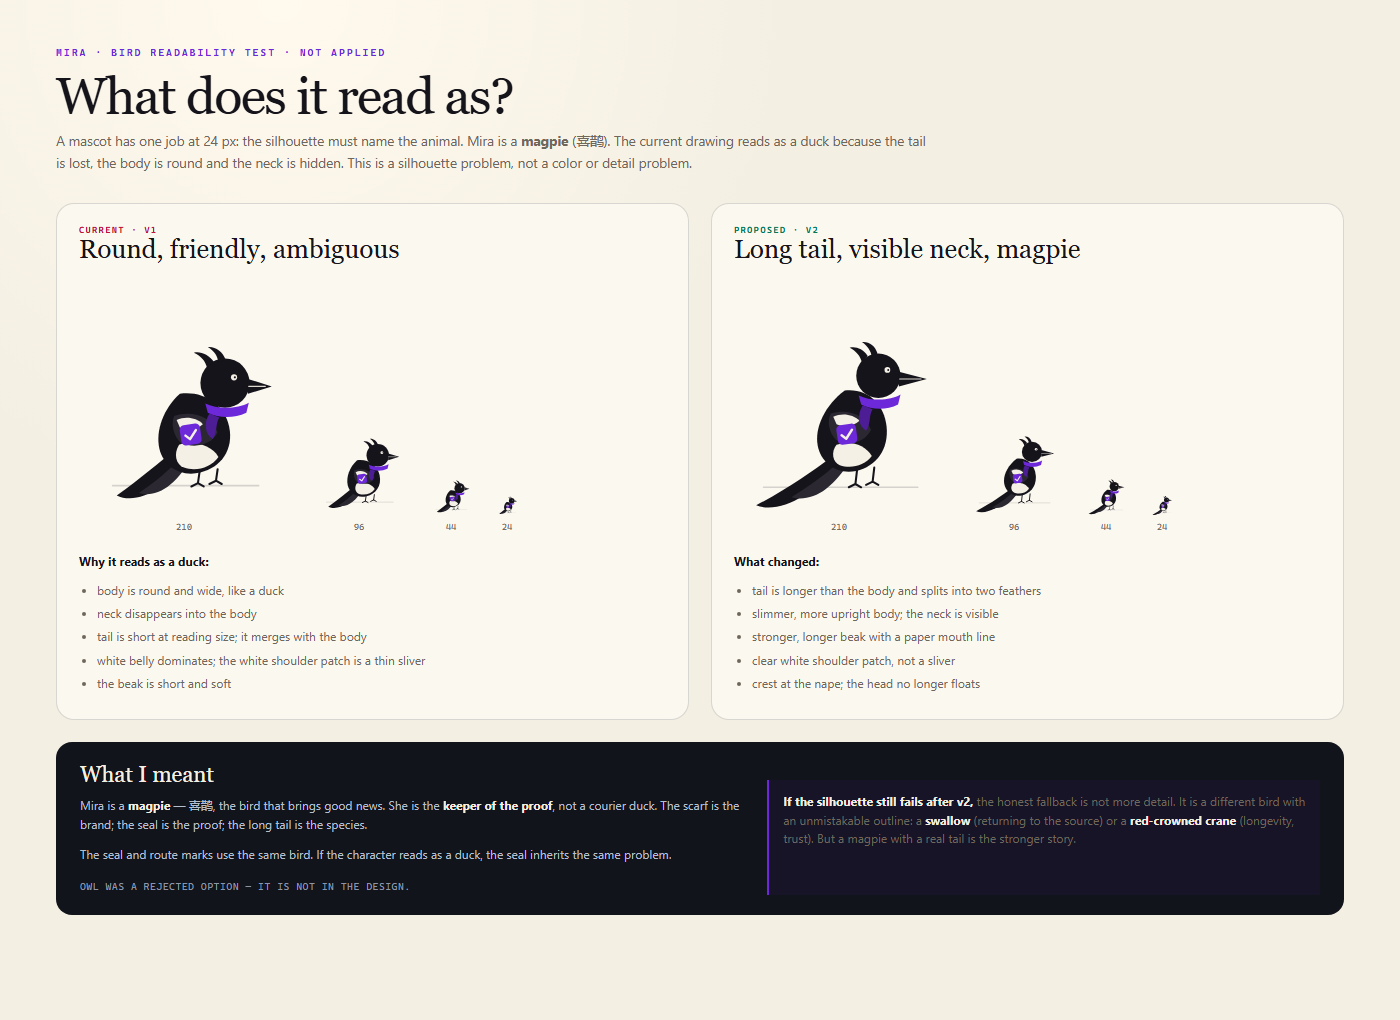 MIRA · BIRD READABILITY TEST · NOT APPLIED
What does it read as?
A mascot has one job at 24 px: the silhouette must name the animal. Mira is a magpie (喜鹊). The current drawing reads as a duck because the tail
is lost, the body is round and the neck is hidden. This is a silhouette problem, not a color or detail problem.
CURRENT · V1
Round, friendly, ambiguous
210
96
44
24
Why it reads as a duck:
• body is round and wide, like a duck
• neck disappears into the body
• tail is short at reading size; it merges with the body
• white belly dominates; the white shoulder patch is a thin sliver
• the beak is short and soft
PROPOSED · V2
Long tail, visible neck, magpie
210
96
44
24
What changed:
• tail is longer than the body and splits into two feathers
• slimmer, more upright body; the neck is visible
• stronger, longer beak with a paper mouth line
• clear white shoulder patch, not a sliver
• crest at the nape; the head no longer floats
What I meant
Mira is a magpie — 喜鹊, the bird that brings good news. She is the keeper of the proof, not a courier duck. The scarf is the
brand; the seal is the proof; the long tail is the species.
The seal and route marks use the same bird. If the character reads as a duck, the seal inherits the same problem.
OWL WAS A REJECTED OPTION — IT IS NOT IN THE DESIGN.
If the silhouette still fails after v2, the honest fallback is not more detail. It is a different bird with
an unmistakable outline: a swallow (returning to the source) or a red-crowned crane (longevity,
trust). But a magpie with a real tail is the stronger story.